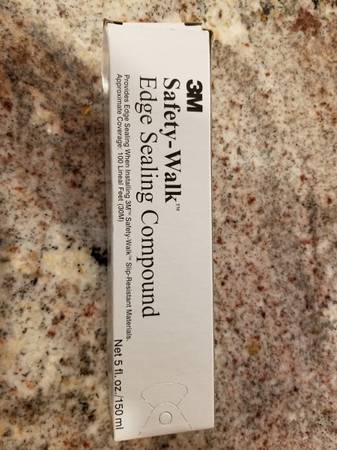 3M
Safety-Walk™
Edge Sealing Compound
Provides Edge Sealing When Installing 3M™ Safety-Walk™ Slip-Resistant Materials.
Approximate Coverage: 100 Lineal Feet (30M)
Net 5 fl. oz./150 ml